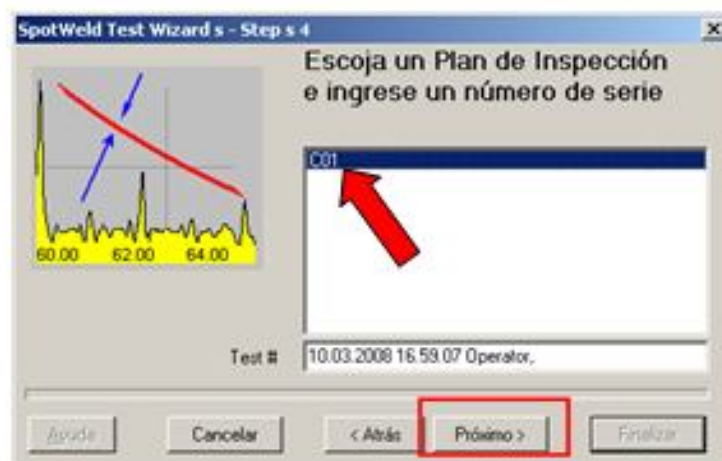 SpotWeld Test Wizard s - Step s 4
Escoja un Plan de Inspección
e ingrese un número de serie
C01
60.00 62.00 64.00
Test # 10.03.2008 16.59.07 Operator,
Ayuda Cancelar < Atrás Próximo > Finalizar